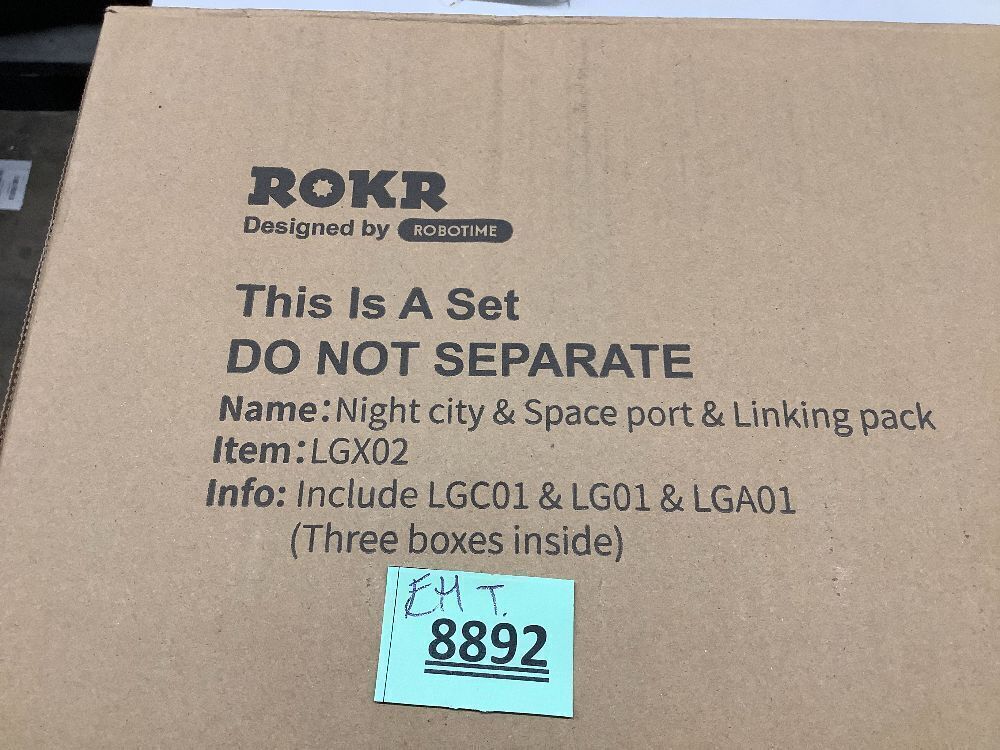 ROKR
Designed by ROBOTIME
This Is A Set
DO NOT SEPARATE
Name:Night city & Space port & Linking pack
Item:LGX02
Info: Include LGC01 & LG01 & LGA01
(Three boxes inside)
EH T.
8892